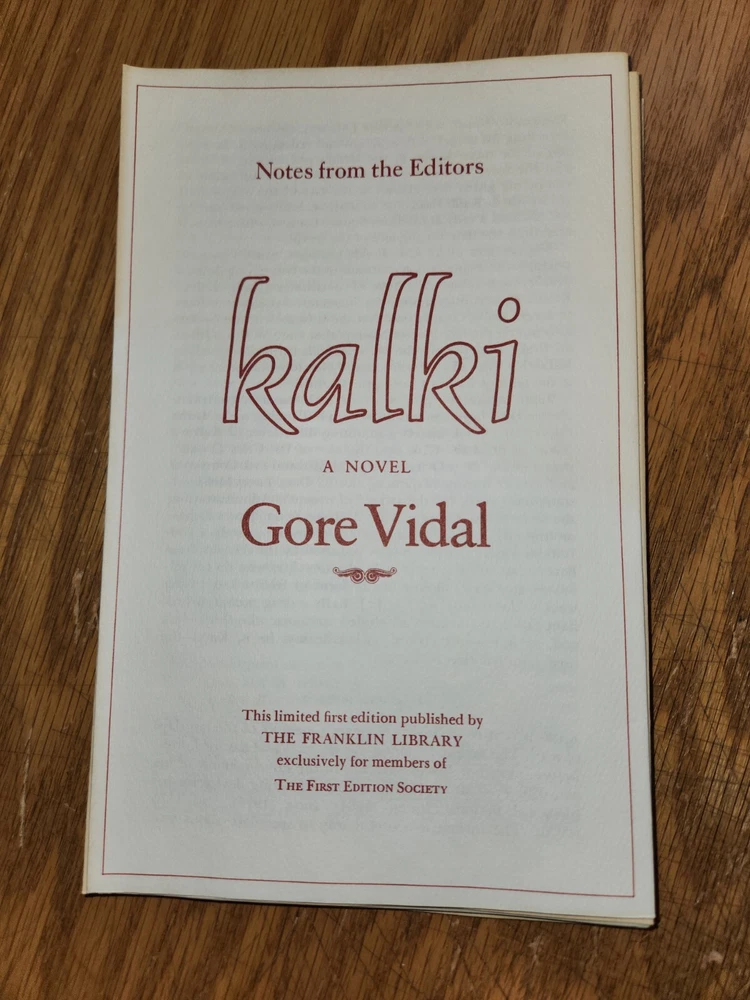 Notes from the Editors
kalki
A NOVEL
Gore Vidal
This limited first edition published by
THE FRANKLIN LIBRARY
exclusively for members of
THE FIRST EDITION SOCIETY